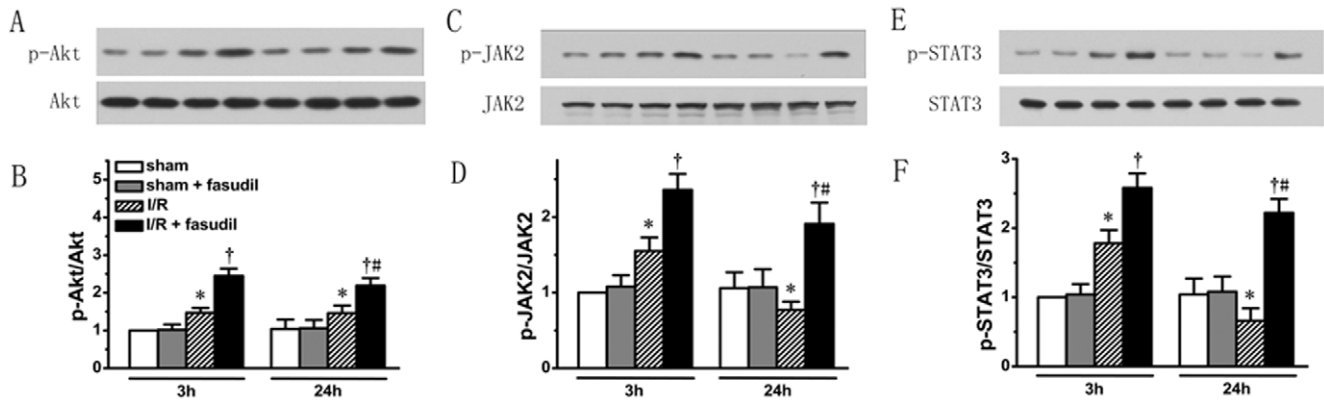 A
p-Akt
Akt
B
sham
sham + fasudil
I/R
I/R + fasudil
p-Akt/Akt
5
4
3
2
1
0
*
†
*
†#
3h
24h
C
p-JAK2
JAK2
D
p-JAK2/JAK2
2
1
0
*
†
*
†#
3h
24h
E
p-STAT3
STAT3
F
p-STAT3/STAT3
3
2
1
0
*
†
*
†#
3h
24h